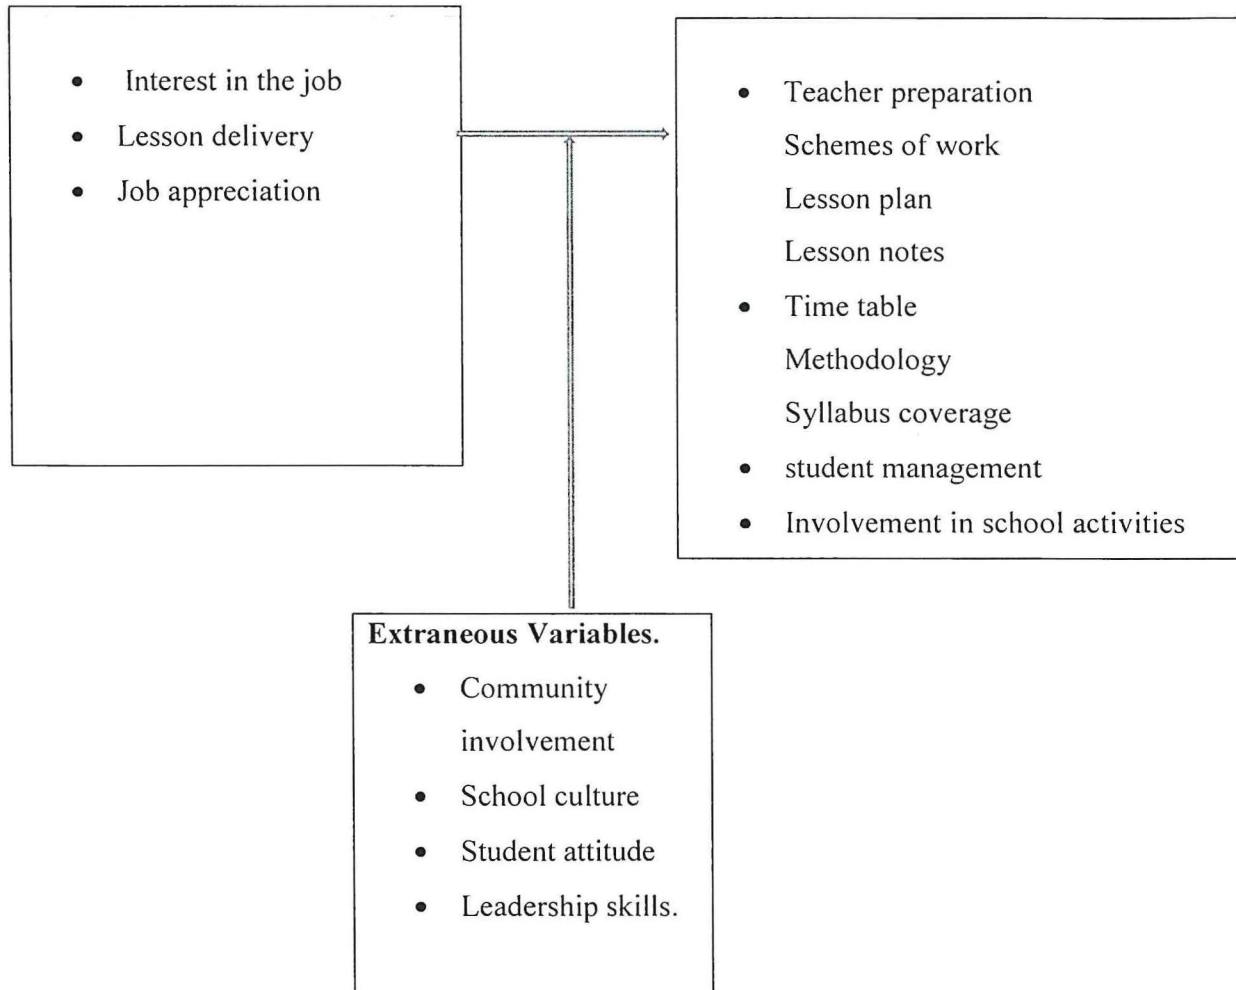 Interest in the job
Lesson delivery
Job appreciation
Teacher preparation
Schemes of work
Lesson plan
Lesson notes
Time table
Methodology
Syllabus coverage
student management
Involvement in school activities
Extraneous Variables.
Community
involvement
School culture
Student attitude
Leadership skills.